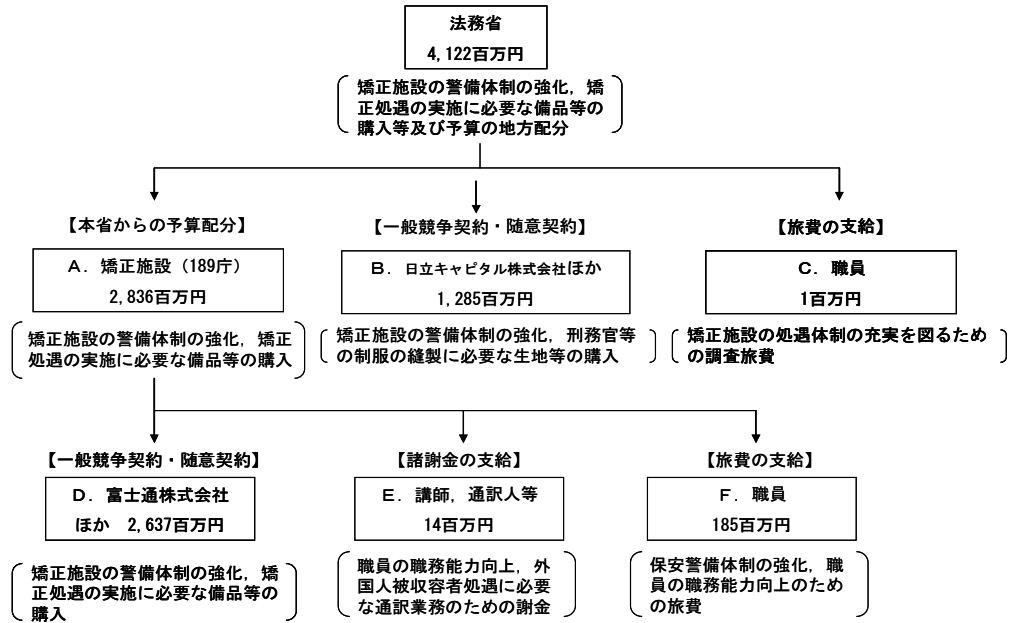 法務省
4,122百万円
矯正施設の警備体制の強化，矯
正処遇の実施に必要な備品等の
購入等及び予算の地方配分
【本省からの予算配分】
A．矯正施設（189庁）
2,836百万円
矯正施設の警備体制の強化，矯正
処遇の実施に必要な備品等の購入
【一般競争契約・随意契約】
B．日立キャピタル株式会社ほか
1,285百万円
矯正施設の警備体制の強化，刑務官等
の制服の縫製に必要な生地等の購入
【旅費の支給】
C．職員
1百万円
矯正施設の処遇体制の充実を図るため
の調査旅費
【一般競争契約・随意契約】
D．富士通株式会社
ほか　2,637百万円
矯正施設の警備体制の強化，矯
正処遇の実施に必要な備品等の
購入
【諸謝金の支給】
E．講師，通訳人等
14百万円
職員の職務能力向上，外
国人被収容者処遇に必要
な通訳業務のための謝金
【旅費の支給】
F．職員
185百万円
保安警備体制の強化，職
員の職務能力向上のため
の旅費